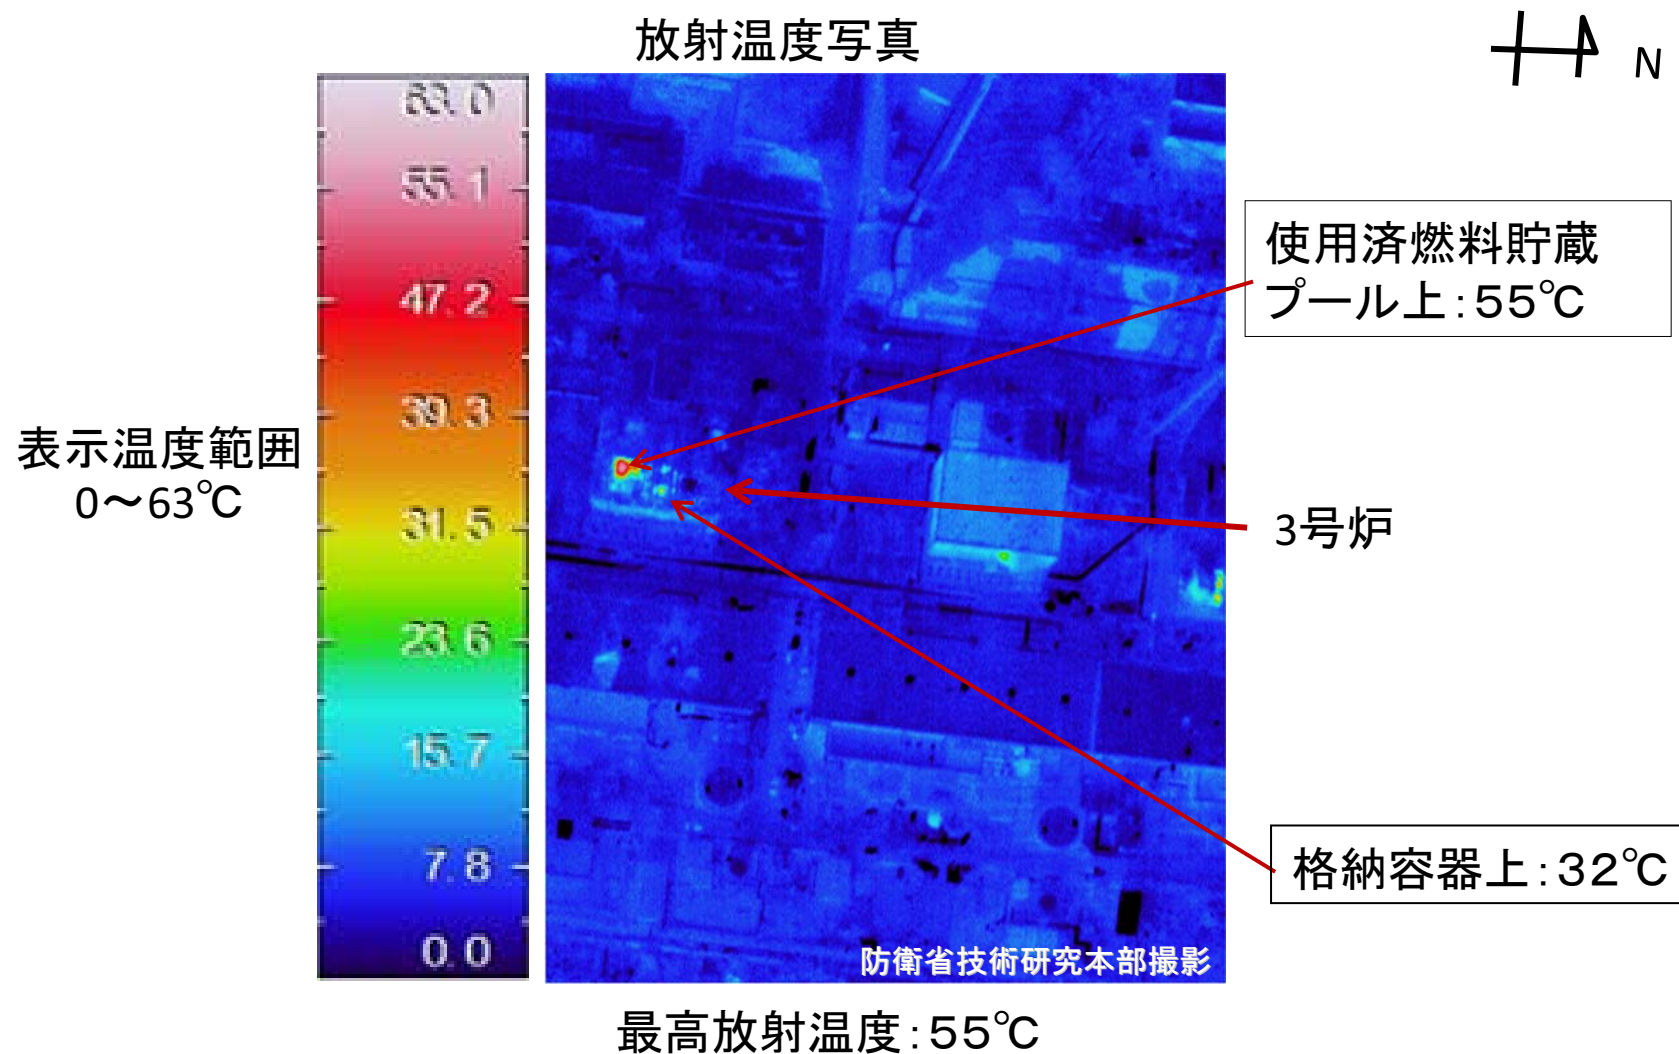 放射温度写真
N
63.0
55.1
47.2
39.3
31.5
23.6
15.7
7.8
0.0
表示温度範囲
0～63℃
使用済燃料貯蔵
プール上：55℃
3号炉
格納容器上：32℃
防衛省技術研究本部撮影
最高放射温度：55℃